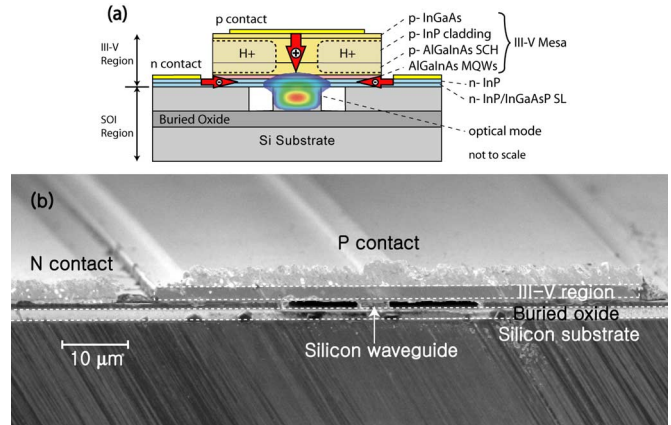 (a)
p contact
p- InGaAs
p- InP cladding
p- AlGaInAs SCH
AlGaInAs MQWs
III-V Mesa
III-V
Region
H+
H+
n contact
n- InP
n- InP/InGaAsP SL
SOI
Region
Buried Oxide
optical mode
Si Substrate
not to scale
(b)
P contact
N contact
III-V region
Buried oxide
Silicon substrate
Silicon waveguide
10 μm